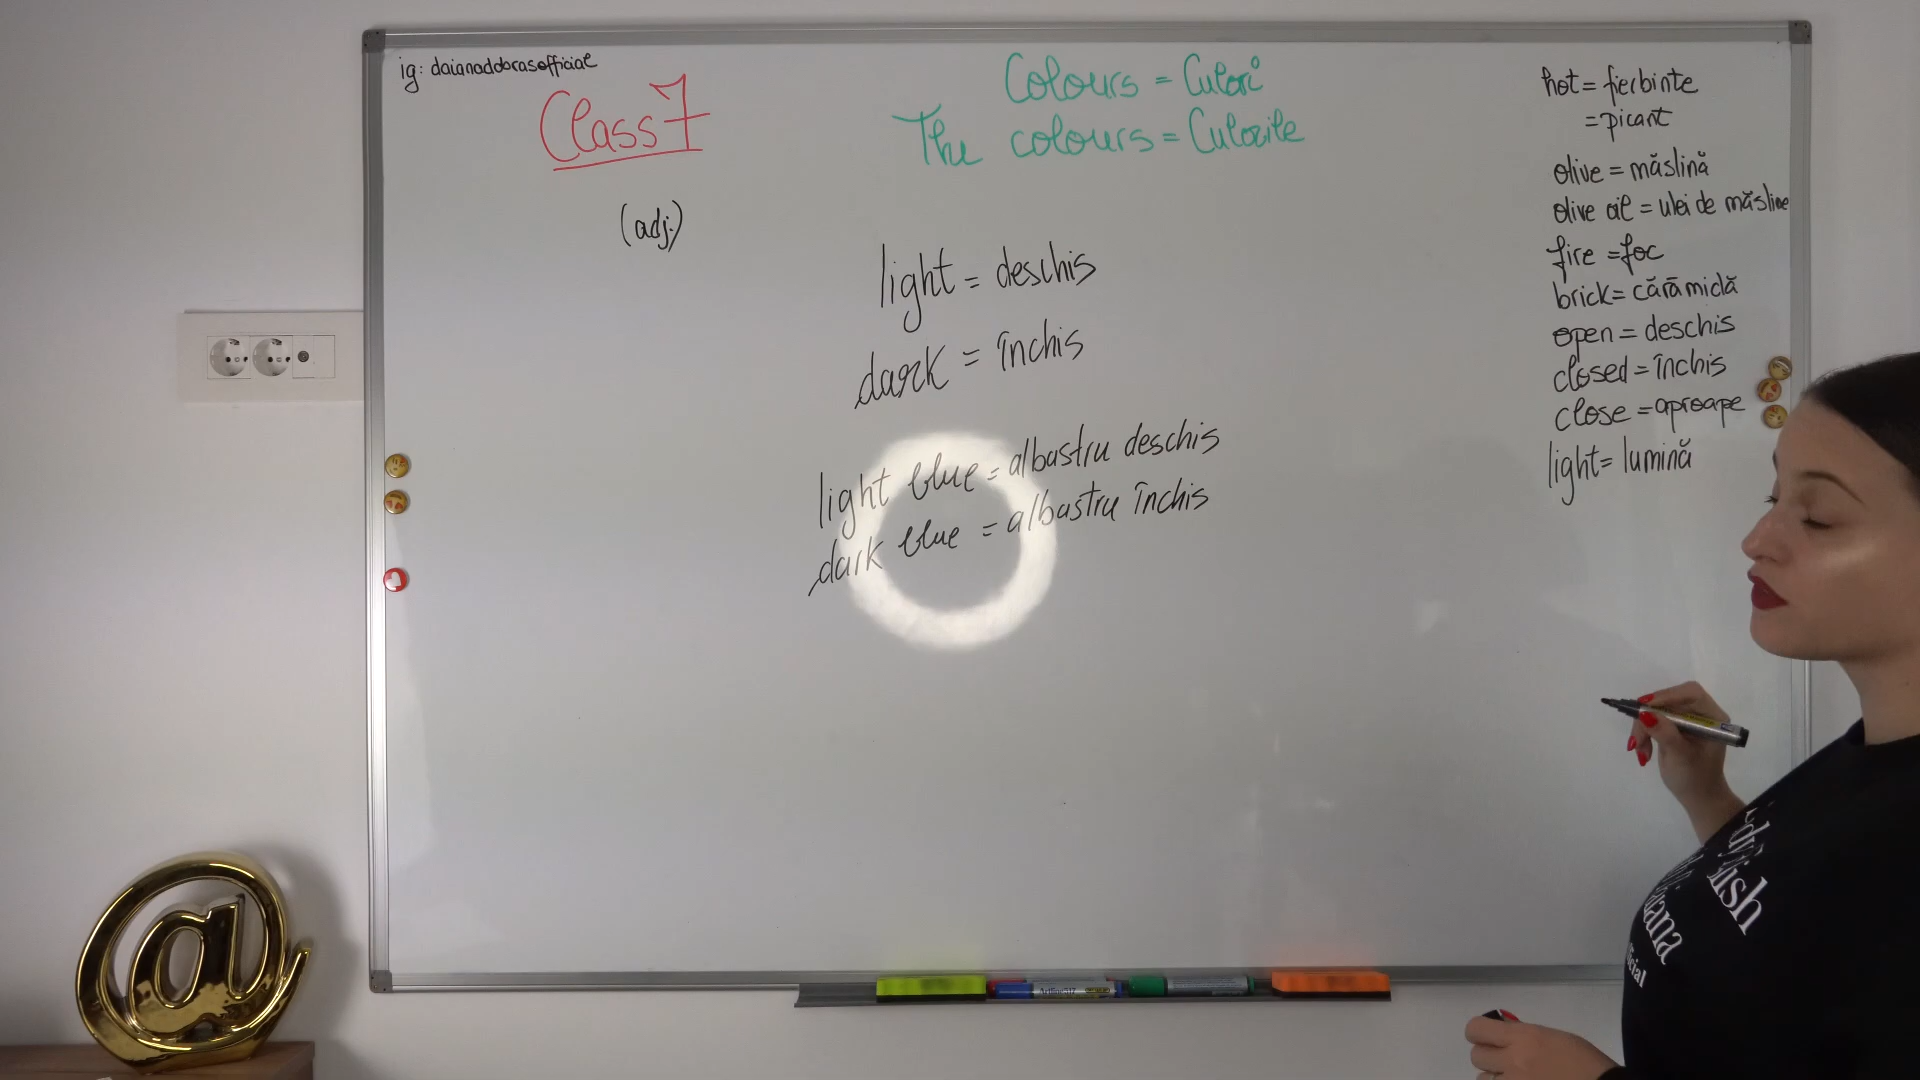 ig: daianaddorasofficial
Class 7
Colours = Culori
The colours = Culorile
(adj.)
light = deschis
dark = închis
light blue = albastru deschis
dark blue = albastru închis
hot = fierbinte
= picant
olive = măslină
olive oil = ulei de măsline
fire = foc
brick = cărămidă
open = deschis
closed = închis
close = aproape
light = lumină